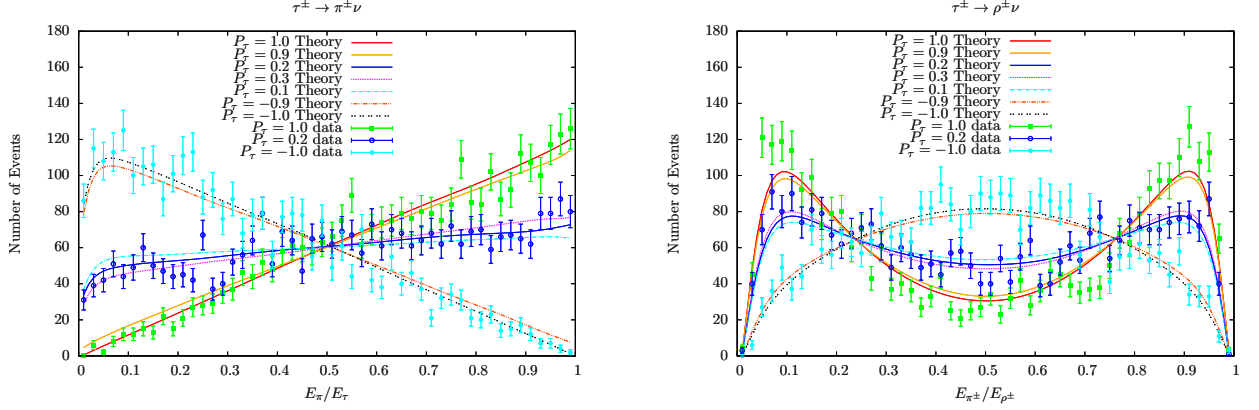 τ± → π±ν
Number of Events
180
160
140
120
100
80
60
40
20
0
P_τ = 1.0 Theory
P_τ = 0.9 Theory
P_τ = 0.2 Theory
P_τ = 0.3 Theory
P_τ = 0.1 Theory
P_τ = −0.9 Theory
P_τ = −1.0 Theory
P_τ = 1.0 data
P_τ = 0.2 data
P_τ = −1.0 data
0 0.1 0.2 0.3 0.4 0.5 0.6 0.7 0.8 0.9 1
E_π/E_τ
τ± → ρ±ν
Number of Events
180
160
140
120
100
80
60
40
20
0
P_τ = 1.0 Theory
P_τ = 0.9 Theory
P_τ = 0.2 Theory
P_τ = 0.3 Theory
P_τ = 0.1 Theory
P_τ = −0.9 Theory
P_τ = −1.0 Theory
P_τ = 1.0 data
P_τ = 0.2 data
P_τ = −1.0 data
0 0.1 0.2 0.3 0.4 0.5 0.6 0.7 0.8 0.9 1
E_π±/E_ρ±